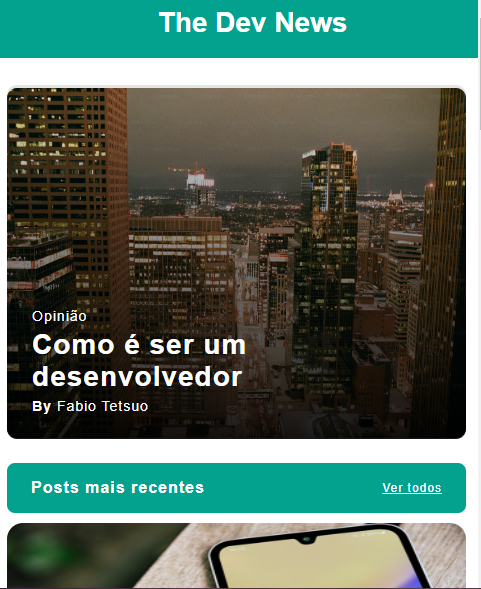 The Dev News
Opinião
Como é ser um
desenvolvedor
By Fabio Tetsuo
Posts mais recentes
Ver todos